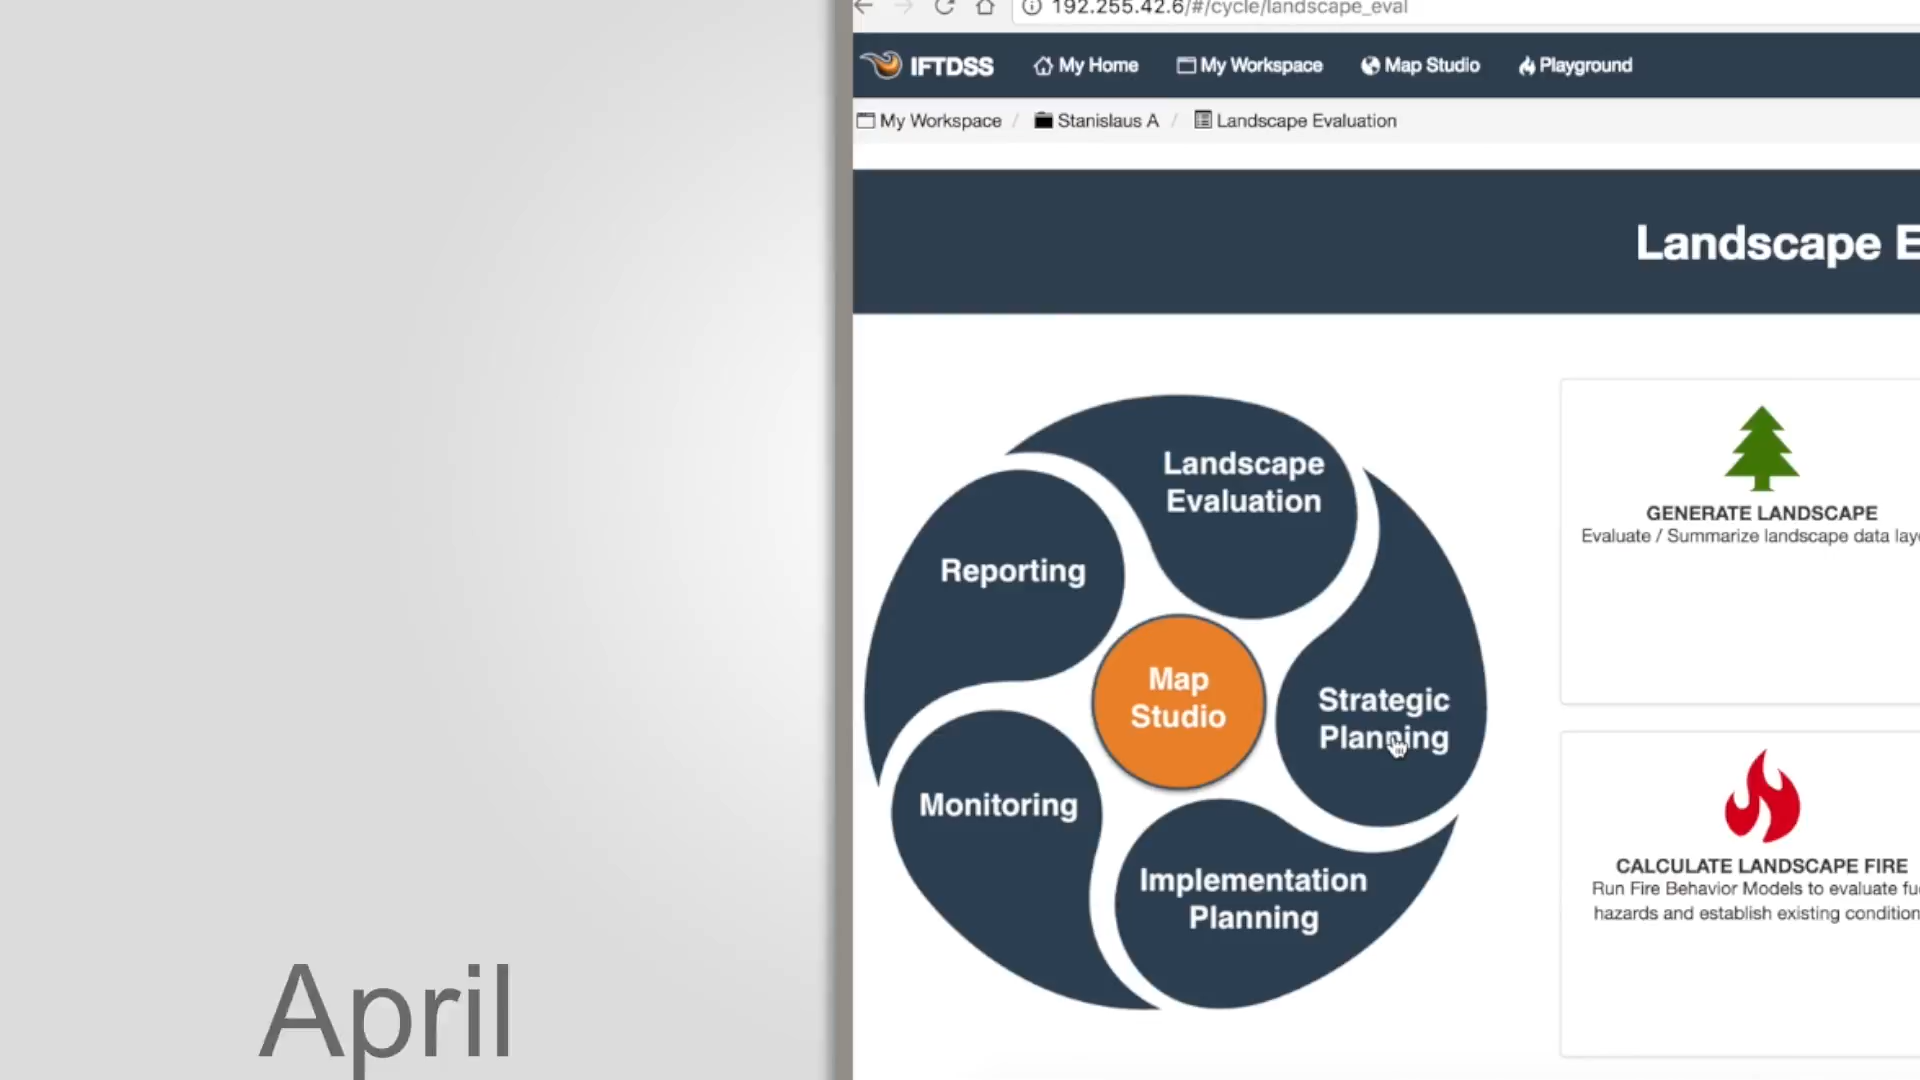 192.255.42.6/#/cycle/landscape_eval
IFTDSS My Home My Workspace Map Studio Playground
My Workspace / Stanislaus A / Landscape Evaluation
Landscape E
Landscape
Evaluation
Reporting
Map
Studio
Strategic
Planning
Monitoring
Implementation
Planning
GENERATE LANDSCAPE
Evaluate / Summarize landscape data lay
CALCULATE LANDSCAPE FIRE
Run Fire Behavior Models to evaluate fu
hazards and establish existing condition
April